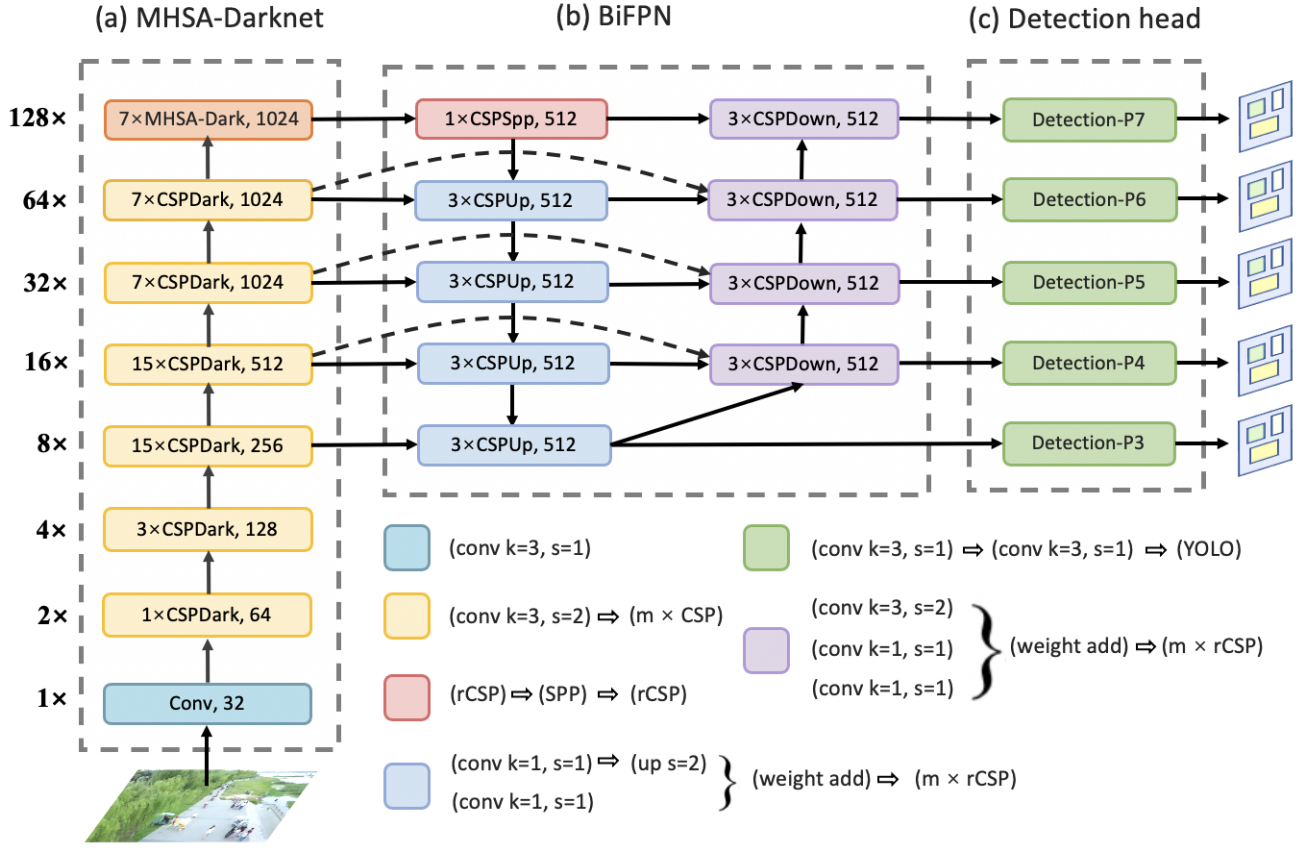 (a) MHSA-Darknet
(b) BiFPN
(c) Detection head
128×
7×MHSA-Dark, 1024
1×CSPSpp, 512
3×CSPDown, 512
Detection-P7
64×
7×CSPDark, 1024
3×CSPUp, 512
3×CSPDown, 512
Detection-P6
32×
7×CSPDark, 1024
3×CSPUp, 512
3×CSPDown, 512
Detection-P5
16×
15×CSPDark, 512
3×CSPUp, 512
3×CSPDown, 512
Detection-P4
8×
15×CSPDark, 256
3×CSPUp, 512
Detection-P3
4×
3×CSPDark, 128
2×
1×CSPDark, 64
1×
Conv, 32
(conv k=3, s=1)
(conv k=3, s=2) ⇨ (m × CSP)
(rCSP) ⇨ (SPP) ⇨ (rCSP)
(conv k=1, s=1) ⇨ (up s=2)
(conv k=1, s=1)
(weight add) ⇨ (m × rCSP)
(conv k=3, s=1) ⇨ (conv k=3, s=1) ⇨ (YOLO)
(conv k=3, s=2)
(conv k=1, s=1)
(conv k=1, s=1)
(weight add) ⇨ (m × rCSP)